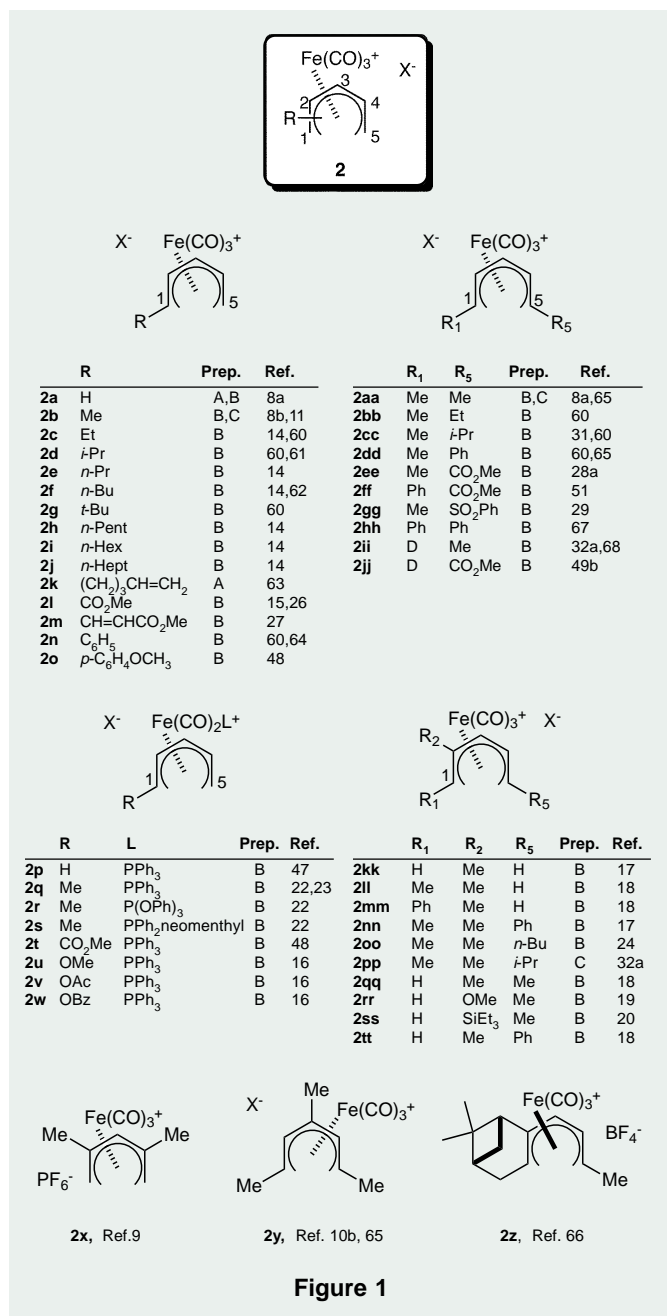 Fe(CO)₃⁺ X⁻
3
2 4
R
1 5
2
X⁻ Fe(CO)₃⁺
1 5
R
R Prep. Ref.
2a H A,B 8a
2b Me B,C 8b,11
2c Et B 14,60
2d i-Pr B 60,61
2e n-Pr B 14
2f n-Bu B 14,62
2g t-Bu B 60
2h n-Pent B 14
2i n-Hex B 14
2j n-Hept B 14
2k (CH₂)₃CH=CH₂ A 63
2l CO₂Me B 15,26
2m CH=CHCO₂Me B 27
2n C₆H₅ B 60,64
2o p-C₆H₄OCH₃ B 48
X⁻ Fe(CO)₃⁺
1 5
R₁ R₅
R₁ R₅ Prep. Ref.
2aa Me Me B,C 8a,65
2bb Me Et B 60
2cc Me i-Pr B 31,60
2dd Me Ph B 60,65
2ee Me CO₂Me B 28a
2ff Ph CO₂Me B 51
2gg Me SO₂Ph B 29
2hh Ph Ph B 67
2ii D Me B 32a,68
2jj D CO₂Me B 49b
X⁻ Fe(CO)₂L⁺
1 5
R
R L Prep. Ref.
2p H PPh₃ B 47
2q Me PPh₃ B 22,23
2r Me P(OPh)₃ B 22
2s Me PPh₂neomenthyl B 22
2t CO₂Me PPh₃ B 48
2u OMe PPh₃ B 16
2v OAc PPh₃ B 16
2w OBz PPh₃ B 16
Fe(CO)₃⁺ X⁻
R₂
1
R₁ R₅
R₁ R₂ R₅ Prep. Ref.
2kk H Me H B 17
2ll Me Me H B 18
2mm Ph Me H B 18
2nn Me Me Ph B 17
2oo Me Me n-Bu B 24
2pp Me Me i-Pr C 32a
2qq H Me Me B 18
2rr H OMe Me B 19
2ss H SiEt₃ Me B 20
2tt H Me Ph B 18
Fe(CO)₃⁺
Me Me
PF₆⁻
2x, Ref.9
Me
X⁻ Fe(CO)₃⁺
Me Me
2y, Ref. 10b, 65
Fe(CO)₃⁺
BF₄⁻
Me
2z, Ref. 66
Figure 1